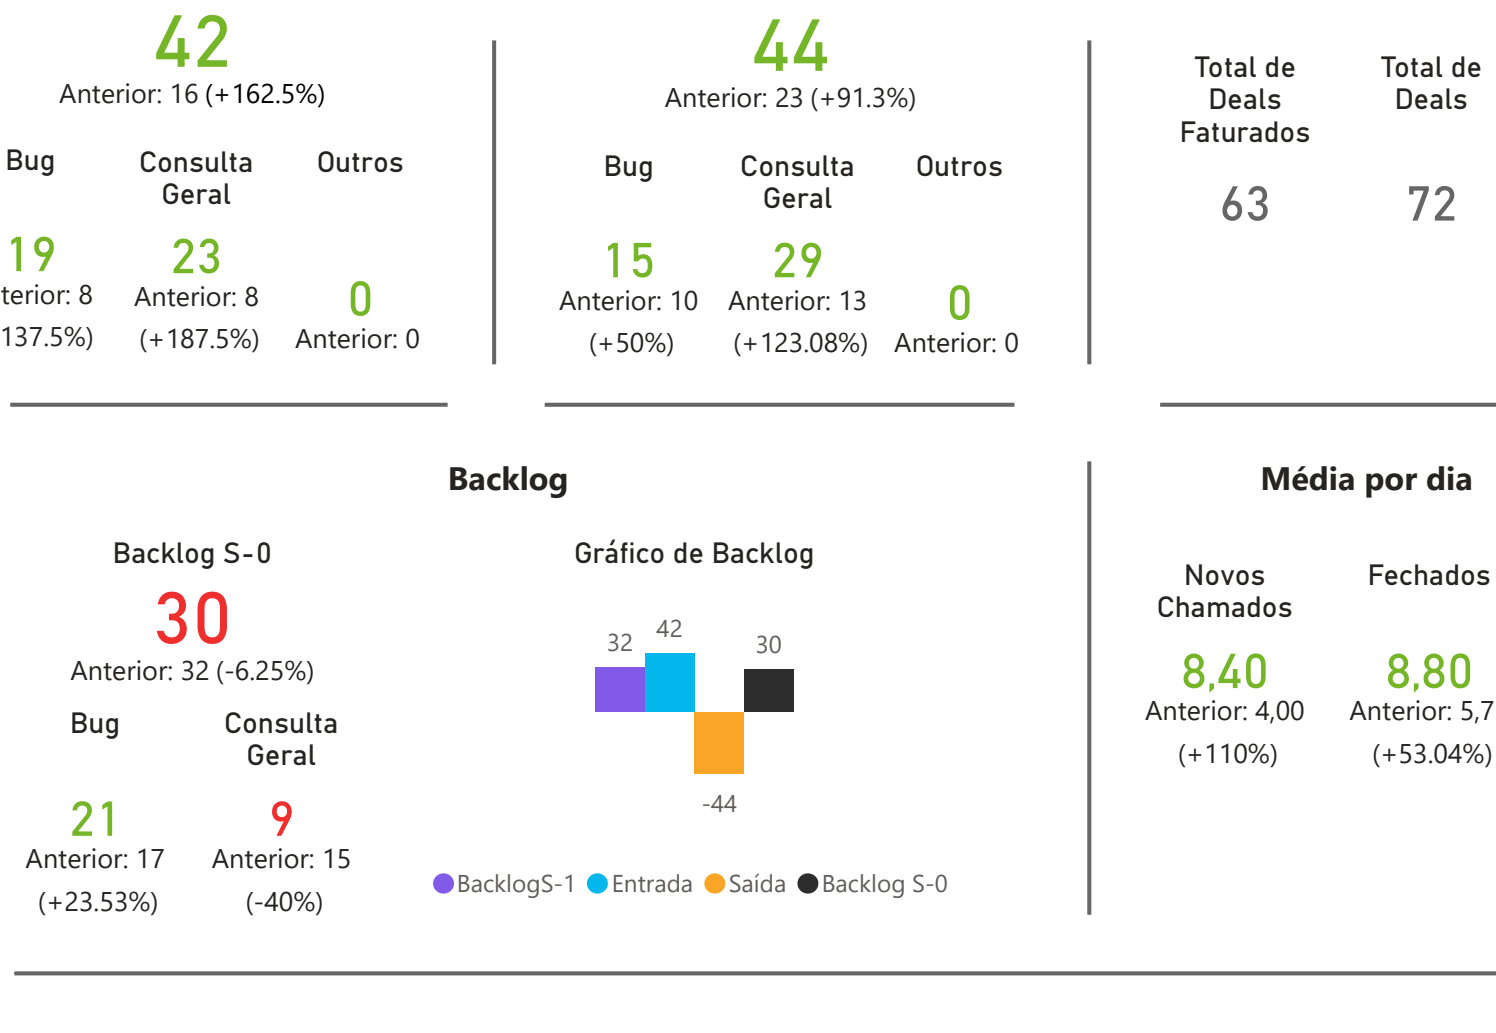 42
Anterior: 16 (+162.5%)
Bug
Consulta
Geral
Outros
19
terior: 8
137.5%)
23
Anterior: 8
(+187.5%)
0
Anterior: 0
44
Anterior: 23 (+91.3%)
Bug
Consulta
Geral
Outros
15
Anterior: 10
(+50%)
29
Anterior: 13
(+123.08%)
0
Anterior: 0
Total de
Deals
Faturados
63
Total de
Deals
72
Backlog
Backlog S-0
30
Anterior: 32 (-6.25%)
Bug
21
Anterior: 17
(+23.53%)
Consulta
Geral
9
Anterior: 15
(-40%)
Gráfico de Backlog
32
42
30
-44
BacklogS-1 Entrada Saída Backlog S-0
Média por dia
Novos
Chamados
8,40
Anterior: 4,00
(+110%)
Fechados
8,80
Anterior: 5,7
(+53.04%)